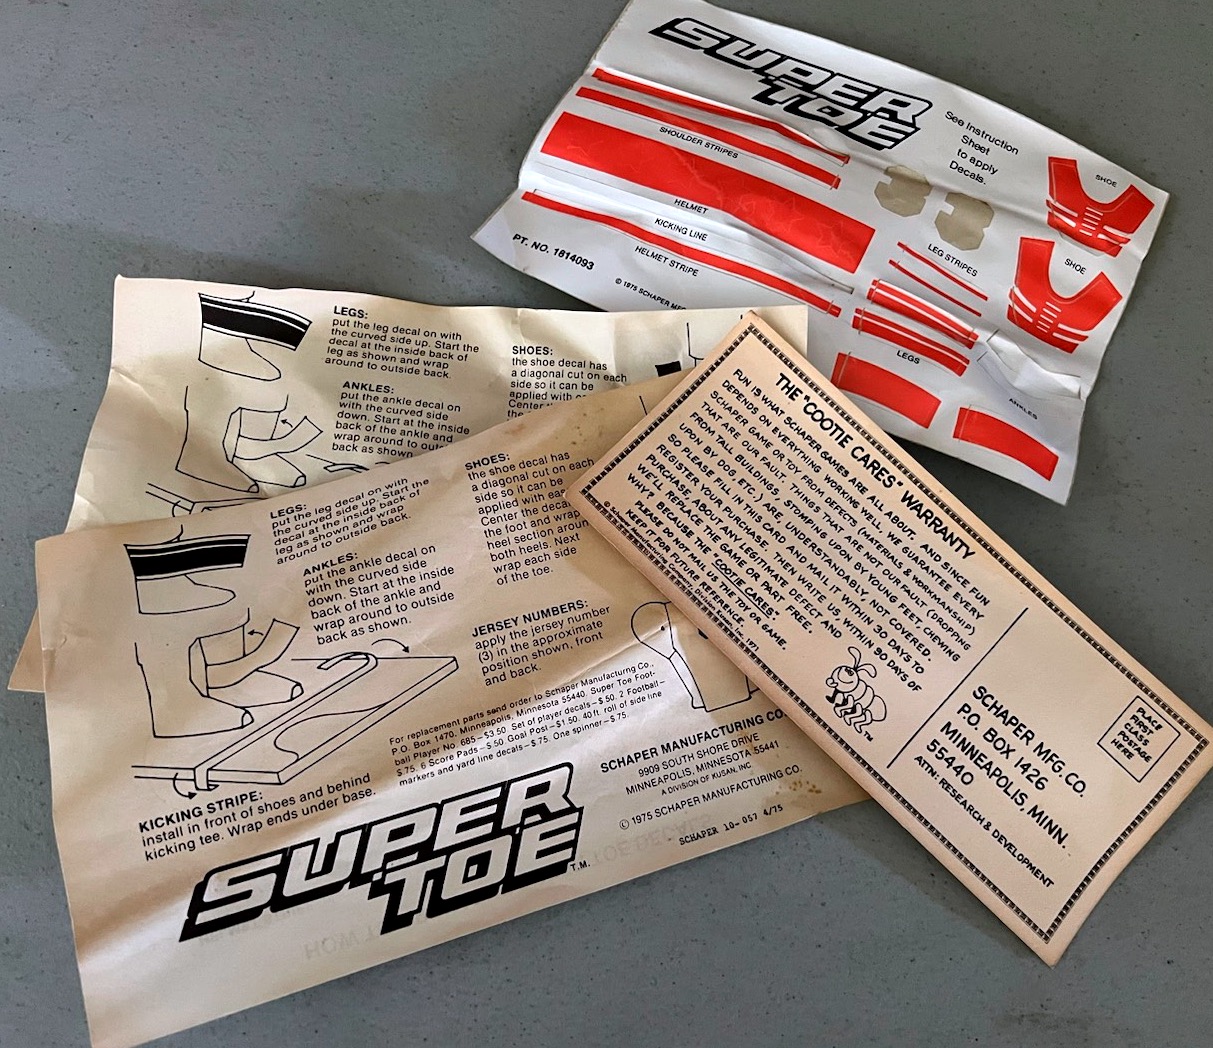 SUPER
TOE
See Instruction
Sheet
to apply
Decals.
SHOULDER STRIPES
HELMET
KICKING LINE
HELMET STRIPE
PT. NO. 1814093
© 1975 SCHAPER MFG
33
LEG STRIPES
LEGS
ANKLES
SHOE
SHOE
LEGS:
put the leg decal on with
the curved side up. Start the
decal at the inside back of
leg as shown and wrap
around to outside back.
ANKLES:
put the ankle decal on
with the curved side
down. Start at the inside
back of the ankle and
wrap around to outs
back as shown.
SHOES:
the shoe decal has
a diagonal cut on each
side so it can be
applied with
Center
the
LEGS:
put the leg decal on with
the curved side up. Start the
decal at the inside back of
leg as shown and wrap
around to outside back.
ANKLES:
put the ankle decal on
with the curved side
down. Start at the inside
back of the ankle and
wrap around to outside
back as shown.
SHOES:
the shoe decal has
a diagonal cut on each
side so it can be
applied with eas
Center the deca
the foot and wrap
heel section aroun
both heels. Next
wrap each side
of the toe.
JERSEY NUMBERS:
apply the jersey number
(3) in the approximate
position shown, front
and back.
KICKING STRIPE:
install in front of shoes and behind
kicking tee. Wrap ends under base.
For replacement parts send order to Schaper Manufacturng Co.,
P.O. Box 1470, Minneapolis, Minnesota 55440. Super Toe Foot-
ball Player No. 685—$3.50 Set of player decals—$.50, 2 Football—
$.75. 6 Score Pads—$.50 Goal Post—$1.50. 40 ft. roll of side line
markers and yard line decals—$.75. One spinner—$.75.
SCHAPER MANUFACTURING CO.
9909 SOUTH SHORE DRIVE
MINNEAPOLIS, MINNESOTA 55441
A DIVISION OF KUSAN, INC
© 1975 SCHAPER MANUFACTURING CO.
SCHAPER 10-057 4/75
SUPER
TOE
T.M.
THE "COOTIE CARES" WARRANTY
FUN IS WHAT SCHAPER GAMES ARE ALL ABOUT. AND SINCE FUN
DEPENDS ON EVERYTHING WORKING WELL, WE GUARANTEE EVERY
SCHAPER GAME OR TOY FROM DEFECTS (MATERIALS & WORKMANSHIP)
THAT ARE OUR FAULT. THINGS THAT ARE NOT OUR FAULT (DROPPING
FROM TALL BUILDINGS, STOMPING UPON BY YOUNG FEET, CHEWING
UPON BY DOG ETC.) ARE, UNDERSTANDABLY, NOT COVERED.
SO PLEASE FILL IN THIS CARD AND MAIL IT WITHIN 30 DAYS TO
REGISTER YOUR PURCHASE. THEN WRITE US WITHIN 90 DAYS OF
PURCHASE ABOUT ANY LEGITIMATE DEFECT AND
WE'LL REPLACE THE GAME OR PART FREE.
WHY? BECAUSE THE "COOTIE CARES".
PLEASE DO NOT MAIL US THE TOY OR GAME.
KEEP IT FOR FUTURE REFERENCE.
© Schaper Manufacturing Company, Division Kusan, Inc. 1971
TM
SCHAPER MFG. CO.
P.O. BOX 1426
MINNEAPOLIS, MINN.
55440
ATTN: RESEARCH & DEVELOPMENT
PLACE
FIRST
CLASS
POSTAGE
HERE